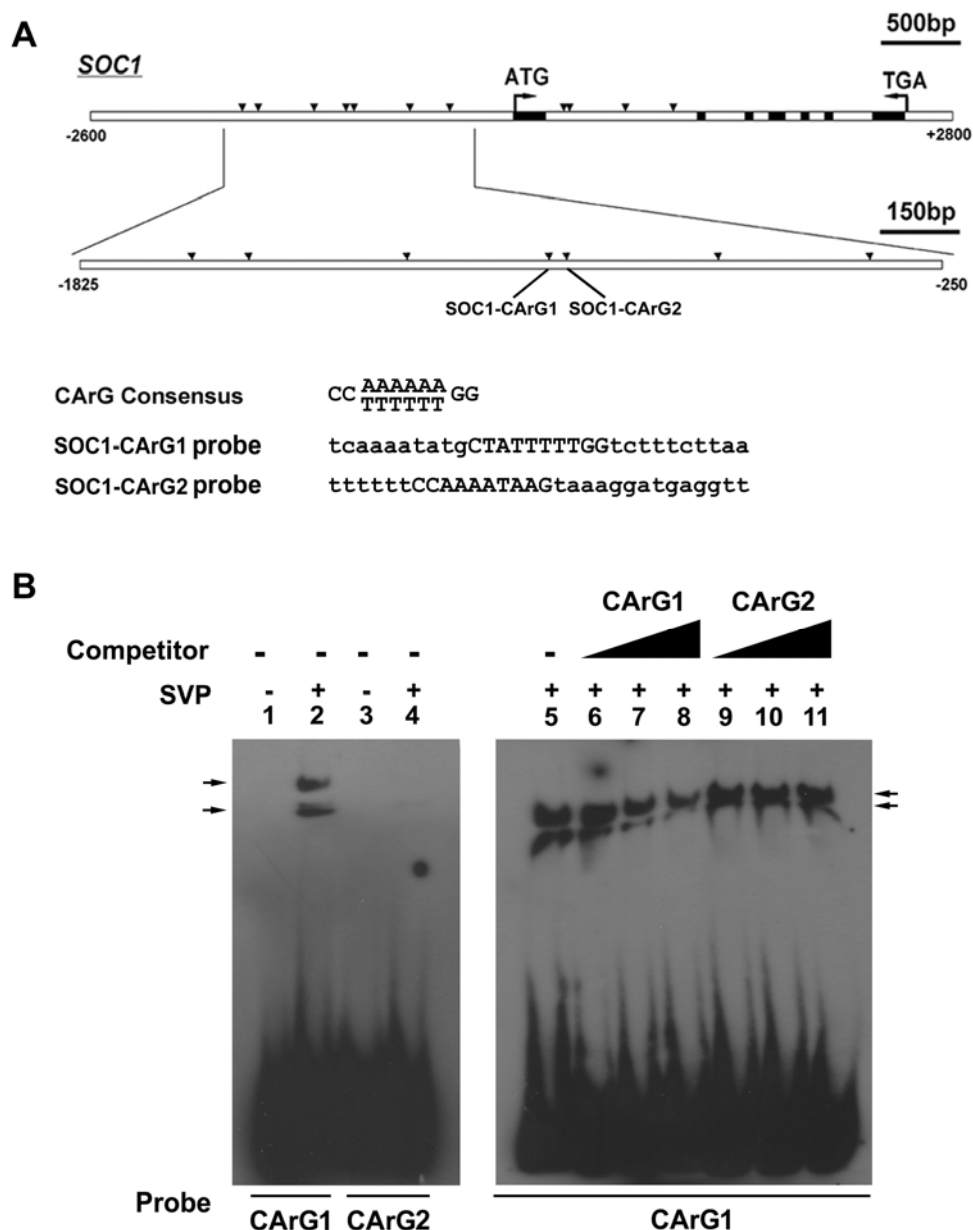 A
500bp
SOC1
ATG
TGA
-2600
+2800
150bp
-1825
-250
SOC1-CArG1 SOC1-CArG2
CArG Consensus CC AAAAAA GG
TTTTTT
SOC1-CArG1 probe tcaaaatatgCTATTTTTGGtctttcttaa
SOC1-CArG2 probe ttttttCCAAAATAAGtaaaggatgaggtt
B
CArG1 CArG2
Competitor - - - - -
SVP - + - + + + + + + + +
1 2 3 4 5 6 7 8 9 10 11
Probe CArG1 CArG2 CArG1